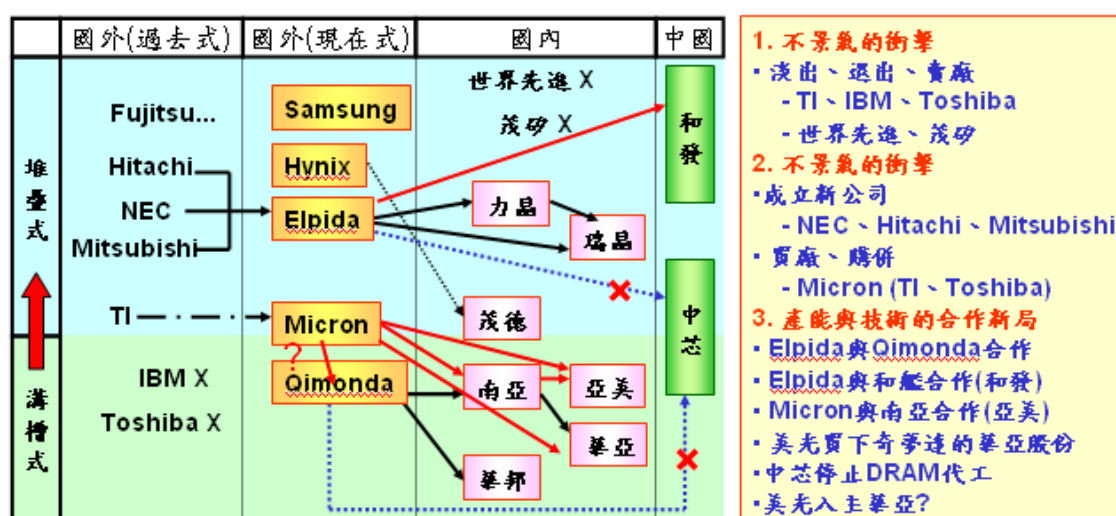 國外(過去式)
國外(現在式)
國內
中國
堆疊式
溝槽式
Fujitsu...
Hitachi
NEC
Mitsubishi
TI
IBM X
Toshiba X
Samsung
Hynix
Elpida
Micron
?
Qimonda
世界先進 X
茂矽 X
力晶
瑞晶
茂德
南亞
亞美
華亞
華邦
和發
中芯
1. 不景氣的衝擊
▪淡出、退出、賣廠
- TI、IBM、Toshiba
- 世界先進、茂矽
2. 不景氣的衝擊
▪成立新公司
- NEC、Hitachi、Mitsubishi
▪買廠、購併
- Micron (TI、Toshiba)
3. 產能與技術的合作新局
▪Elpida與Qimonda合作
▪Elpida與和艦合作(和發)
▪Micron與南亞合作(亞美)
▪美光買下奇夢達的華亞股份
▪中芯停止DRAM代工
▪美光入主華亞?